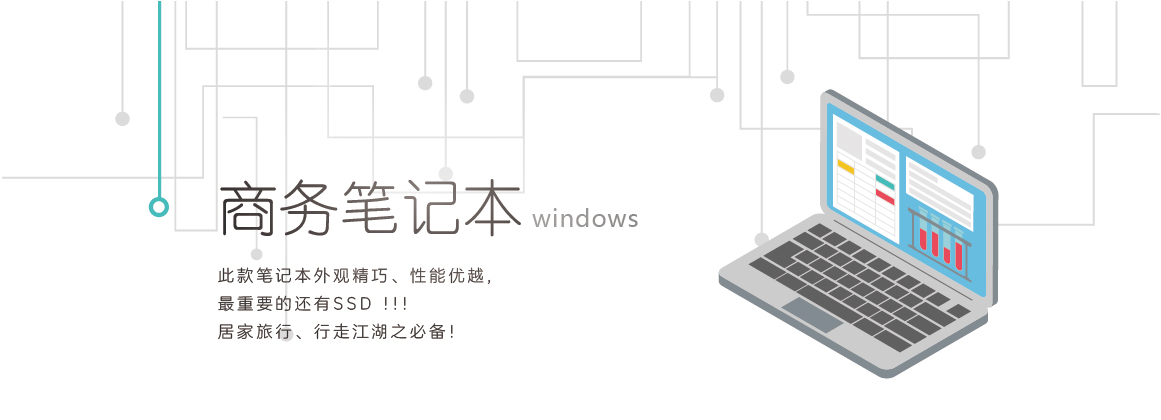 商务笔记本 windows
此款笔记本外观精巧、性能优越,
最重要的还有SSD !!!
居家旅行、行走江湖之必备!